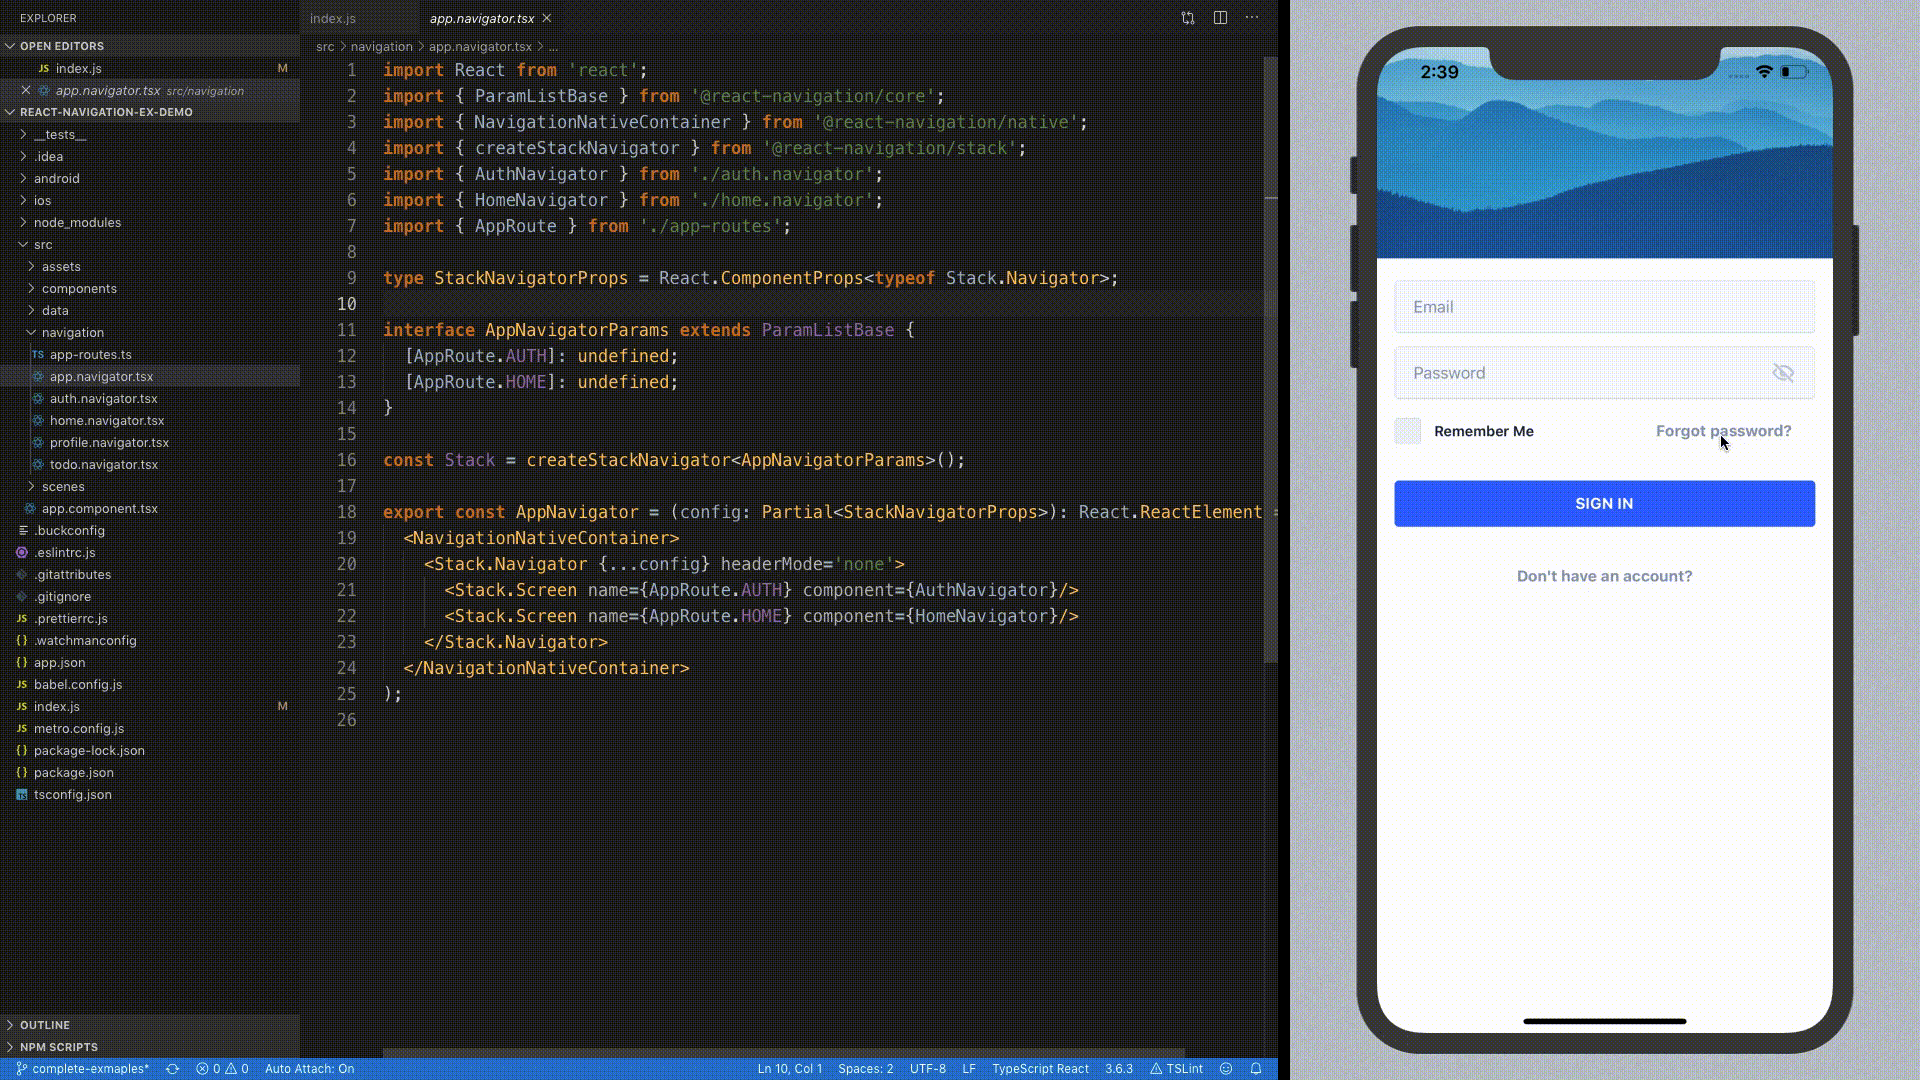 EXPLORER
OPEN EDITORS
JS index.js M
app.navigator.tsx src/navigation
REACT-NAVIGATION-EX-DEMO
__tests__
.idea
android
ios
node_modules
src
assets
components
data
navigation
TS app-routes.ts
app.navigator.tsx
auth.navigator.tsx
home.navigator.tsx
profile.navigator.tsx
todo.navigator.tsx
scenes
app.component.tsx
.buckconfig
.eslintrc.js
.gitattributes
.gitignore
JS .prettierrc.js
.watchmanconfig
{} app.json
JS babel.config.js
JS index.js M
JS metro.config.js
{} package-lock.json
{} package.json
tsconfig.json
OUTLINE
NPM SCRIPTS
index.js app.navigator.tsx
src > navigation > app.navigator.tsx > ...
1 import React from 'react';
2 import { ParamListBase } from '@react-navigation/core';
3 import { NavigationNativeContainer } from '@react-navigation/native';
4 import { createStackNavigator } from '@react-navigation/stack';
5 import { AuthNavigator } from './auth.navigator';
6 import { HomeNavigator } from './home.navigator';
7 import { AppRoute } from './app-routes';
8
9 type StackNavigatorProps = React.ComponentProps<typeof Stack.Navigator>;
10
11 interface AppNavigatorParams extends ParamListBase {
12 [AppRoute.AUTH]: undefined;
13 [AppRoute.HOME]: undefined;
14 }
15
16 const Stack = createStackNavigator<AppNavigatorParams>();
17
18 export const AppNavigator = (config: Partial<StackNavigatorProps>): React.ReactElement =
19 <NavigationNativeContainer>
20 <Stack.Navigator {...config} headerMode='none'>
21 <Stack.Screen name={AppRoute.AUTH} component={AuthNavigator}/>
22 <Stack.Screen name={AppRoute.HOME} component={HomeNavigator}/>
23 </Stack.Navigator>
24 </NavigationNativeContainer>
25 );
26
complete-exmaples* 0 0 Auto Attach: On Ln 10, Col 1 Spaces: 2 UTF-8 LF TypeScript React 3.6.3 TSLint
2:39
Email
Password
Remember Me Forgot password?
SIGN IN
Don't have an account?